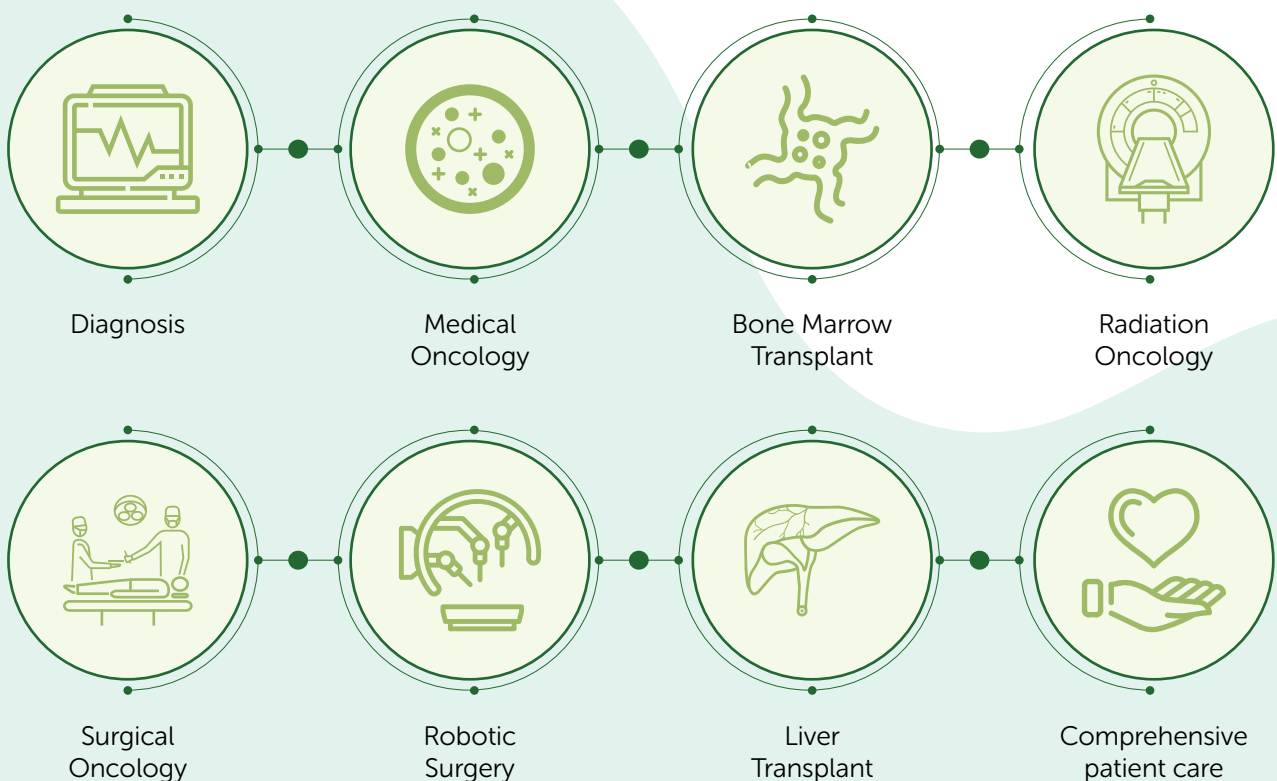 Diagnosis
Medical
Oncology
Bone Marrow
Transplant
Radiation
Oncology
Surgical
Oncology
Robotic
Surgery
Liver
Transplant
Comprehensive
patient care